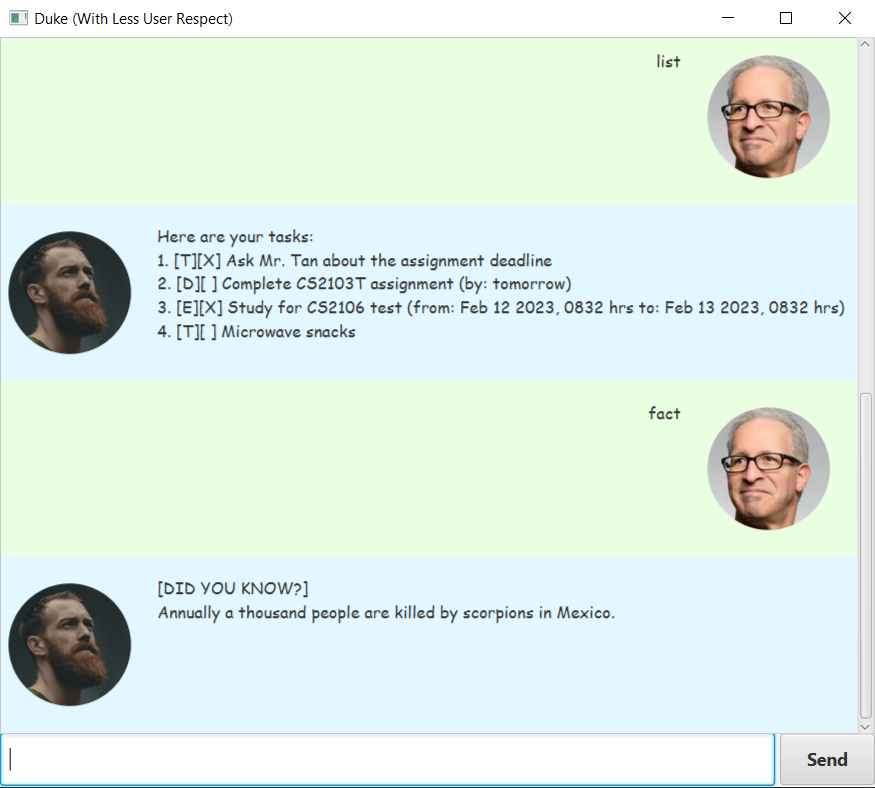 Duke (With Less User Respect)
list
Here are your tasks:
1. [T][X] Ask Mr. Tan about the assignment deadline
2. [D][ ] Complete CS2103T assignment (by: tomorrow)
3. [E][X] Study for CS2106 test (from: Feb 12 2023, 0832 hrs to: Feb 13 2023, 0832 hrs)
4. [T][ ] Microwave snacks
fact
[DID YOU KNOW?]
Annually a thousand people are killed by scorpions in Mexico.
Send